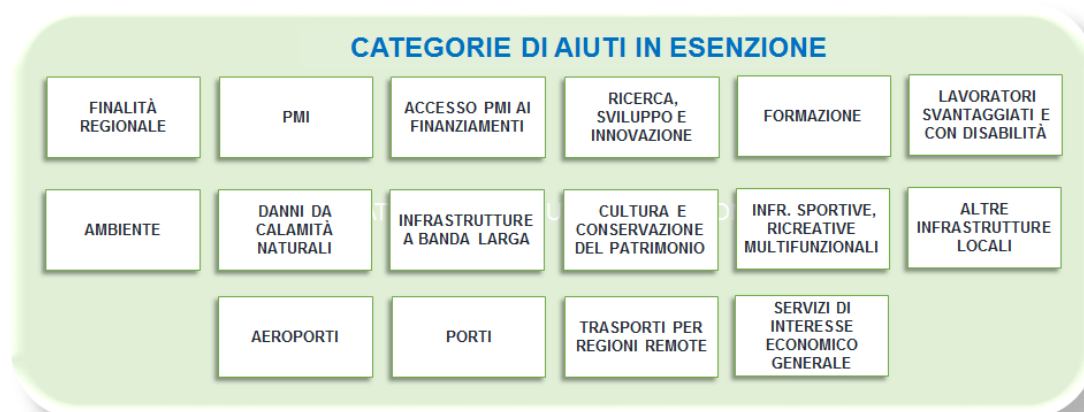 CATEGORIE DI AIUTI IN ESENZIONE
FINALITÀ
REGIONALE
PMI
ACCESSO PMI AI
FINANZIAMENTI
RICERCA,
SVILUPPO E
INNOVAZIONE
FORMAZIONE
LAVORATORI
SVANTAGGIATI E
CON DISABILITÀ
AMBIENTE
DANNI DA
CALAMITÀ
NATURALI
INFRASTRUTTURE
A BANDA LARGA
CULTURA E
CONSERVAZIONE
DEL PATRIMONIO
INFR. SPORTIVE,
RICREATIVE
MULTIFUNZIONALI
ALTRE
INFRASTRUTTURE
LOCALI
AEROPORTI
PORTI
TRASPORTI PER
REGIONI REMOTE
SERVIZI DI
INTERESSE
ECONOMICO
GENERALE